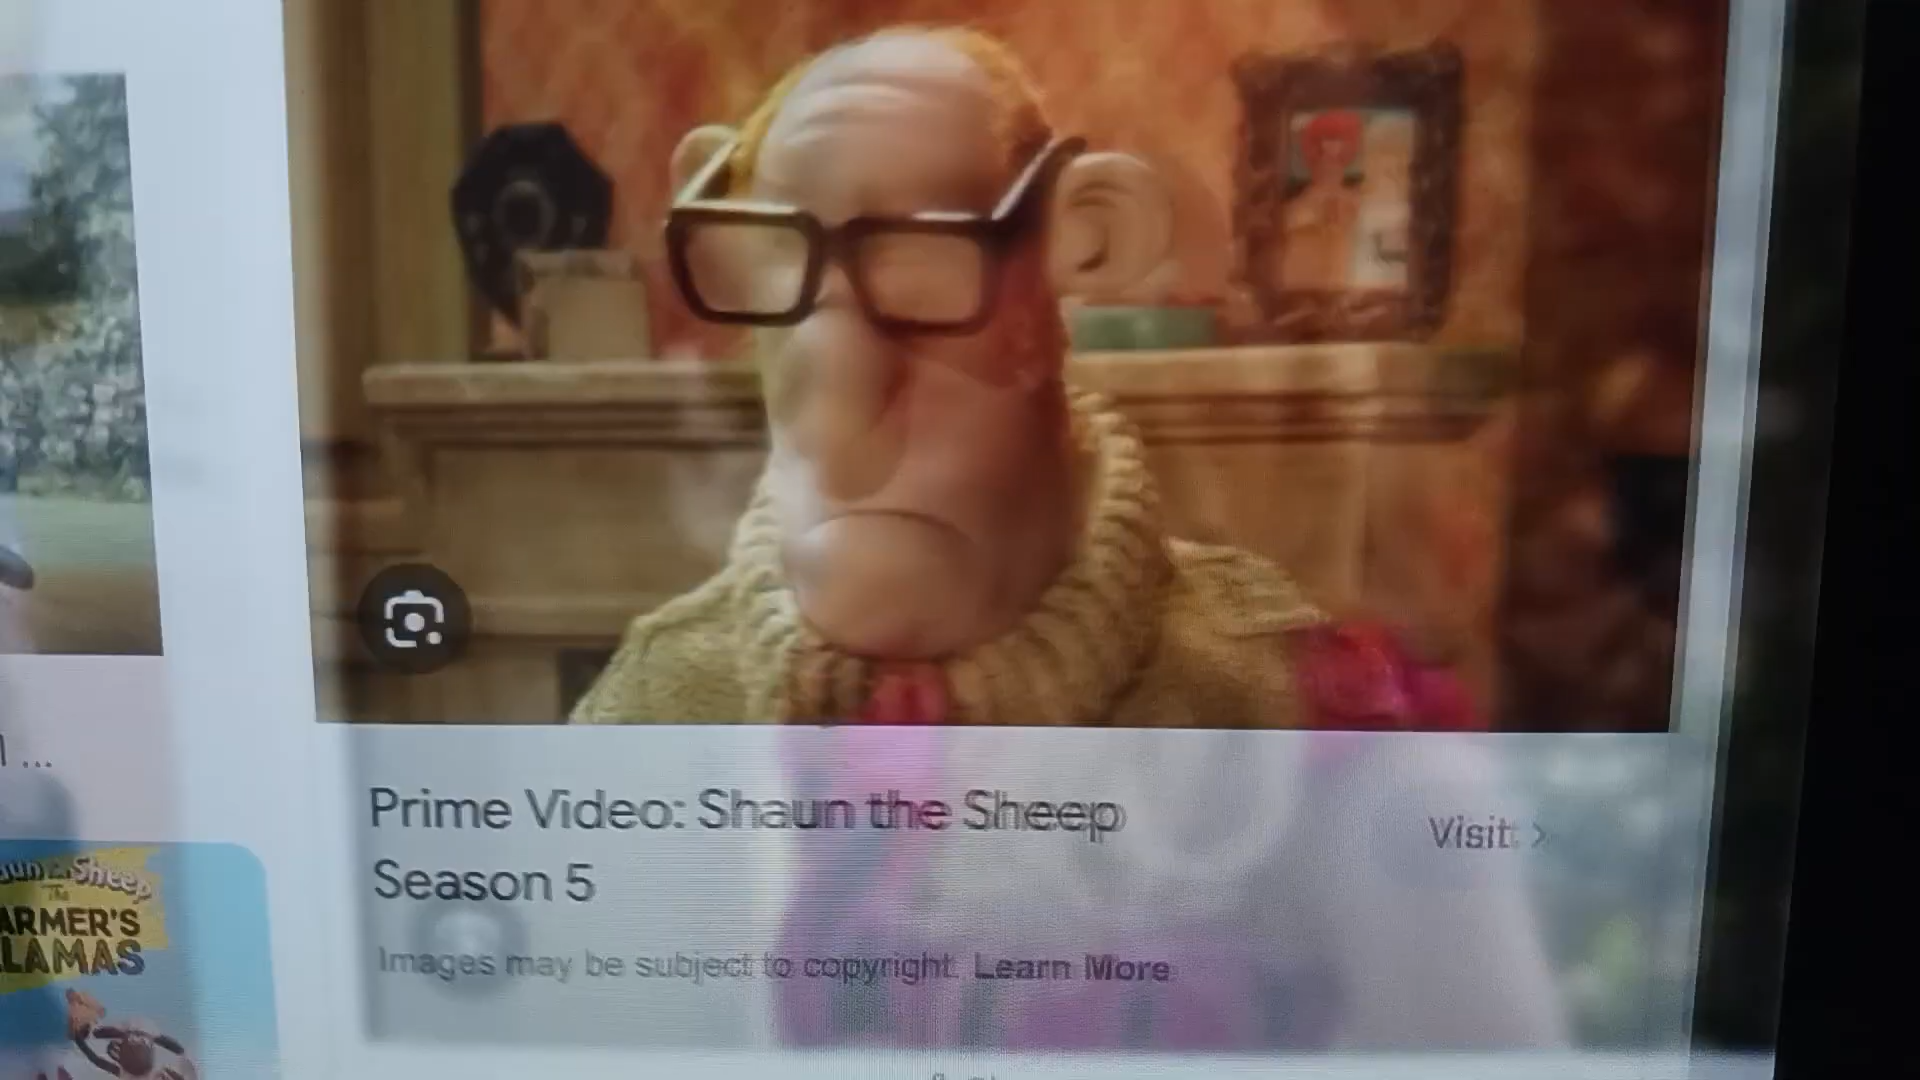 Prime Video: Shaun the Sheep
Season 5
Visit >
Images may be subject to copyright. Learn More
...
Sheep
The
ARMER'S
LAMAS